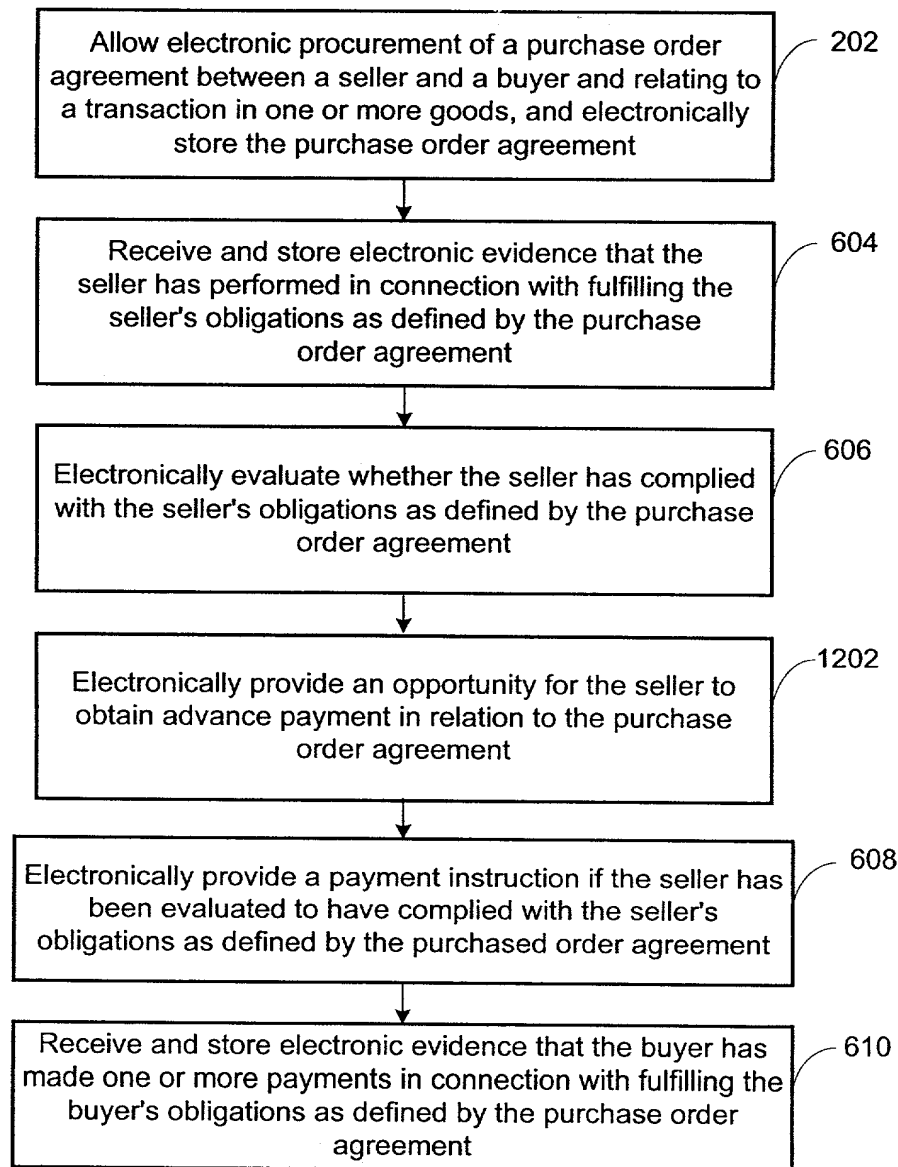 Allow electronic procurement of a purchase order
agreement between a seller and a buyer and relating to
a transaction in one or more goods, and electronically
store the purchase order agreement
202
Receive and store electronic evidence that the
seller has performed in connection with fulfilling the
seller's obligations as defined by the purchase
order agreement
604
Electronically evaluate whether the seller has complied
with the seller's obligations as defined by the purchase
order agreement
606
Electronically provide an opportunity for the seller to
obtain advance payment in relation to the purchase
order agreement
1202
Electronically provide a payment instruction if the seller has
been evaluated to have complied with the seller's
obligations as defined by the purchased order agreement
608
Receive and store electronic evidence that the buyer has
made one or more payments in connection with fulfilling the
buyer's obligations as defined by the purchase order
agreement
610